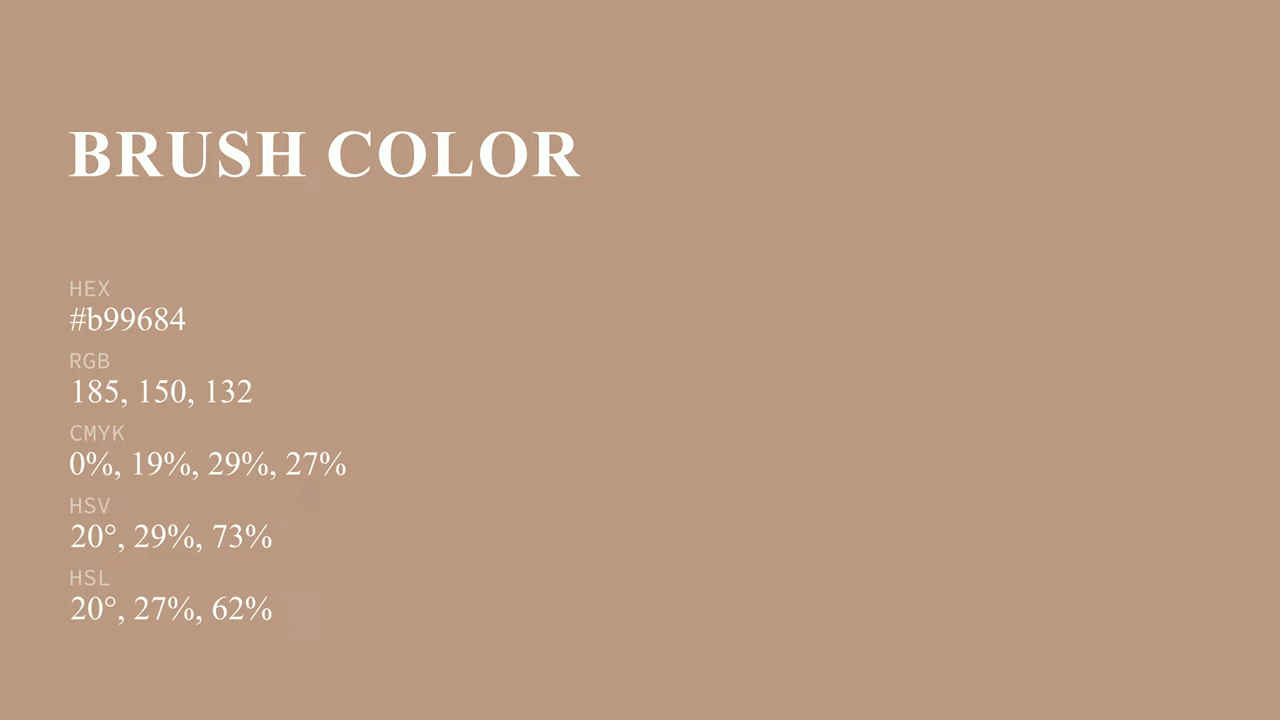 BRUSH COLOR
HEX
#b99684
RGB
185, 150, 132
CMYK
0%, 19%, 29%, 27%
HSV
20°, 29%, 73%
HSL
20°, 27%, 62%